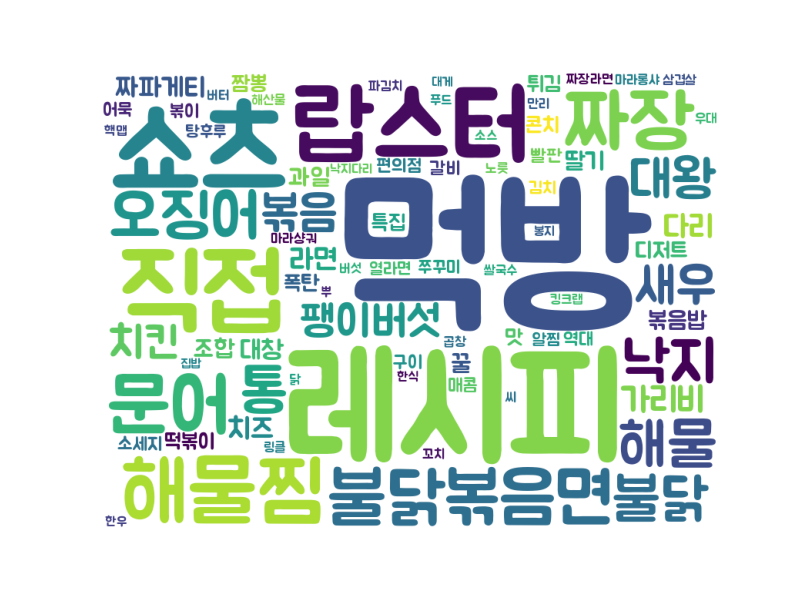 짜파게티 짬뽕 파김치 대게 튀김 짜장라면 마라롱샤 삼겹살
버터 해산물 푸드 만리
어묵 볶이 쇼츠 랍스터 콘치 짜장 우대
핵맵 탕후루 소스
빨판 딸기 대왕
과일 낙지다리 편의점 갈비 노릇
오징어 볶음 특집 먹방 김치 다리
마라샹궈 봉지 디저트
직접 라면 버섯 열라면 쭈꾸미 쌀국수 새우
폭탄 뿌 킹크랩
팽이버섯 볶음밥
치킨 조합 대창 곱창 맛 알찜 역대
집밥 구이 꿀 낙지
문어 통 닭 한식 매콤 레시피 씨 가리비
치즈 해물
소세지 떡볶이 링클 꼬치
해물찜 불닭볶음면 불닭
한우